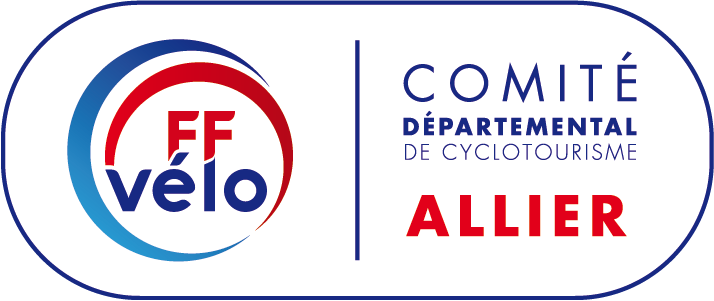 FF
vélo
COMITÉ
DÉPARTEMENTAL
DE CYCLOTOURISME
ALLIER